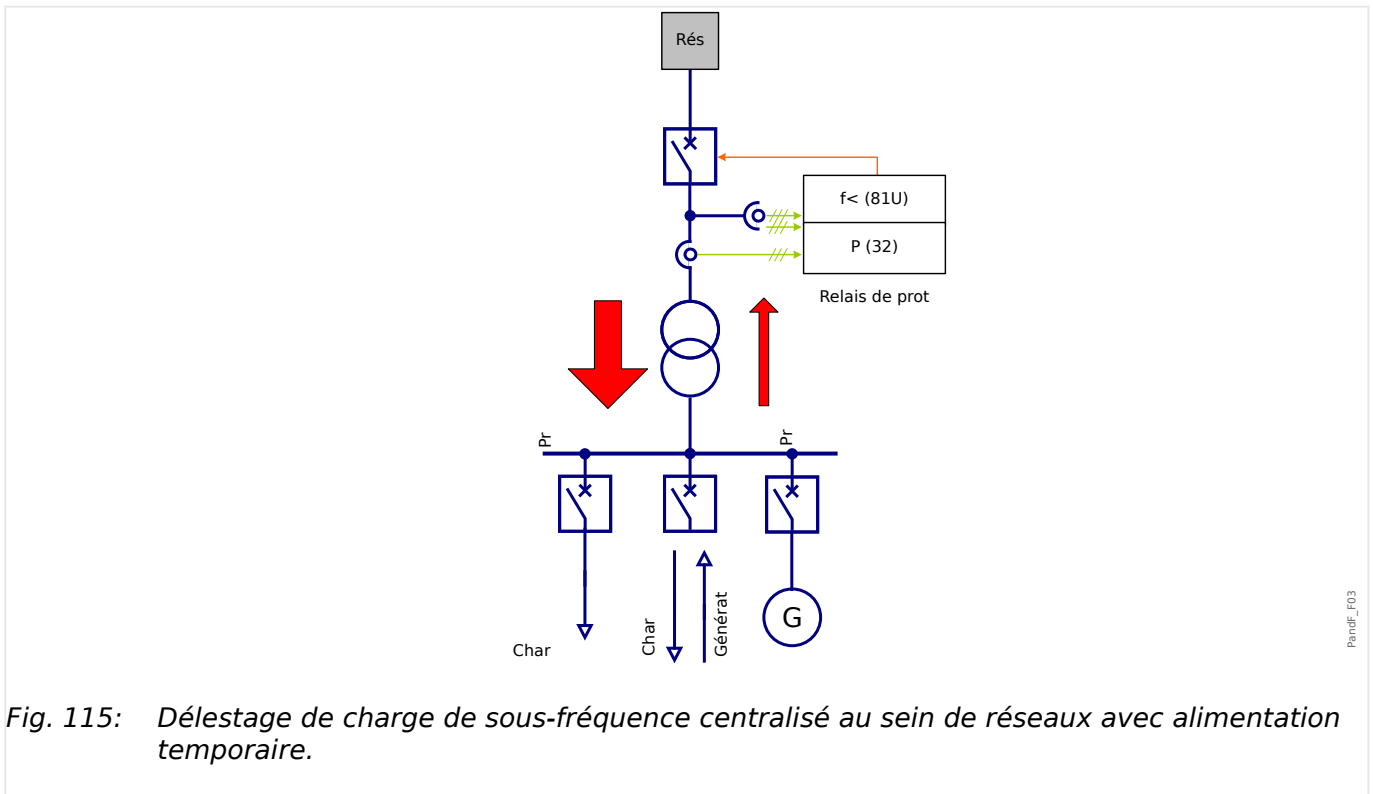 Rés
f< (81U)
P (32)
Relais de prot
Pr
Pr
Char
Char
Générat
G
PandF_F03
Fig. 115: Délestage de charge de sous-fréquence centralisé au sein de réseaux avec alimentation
temporaire.